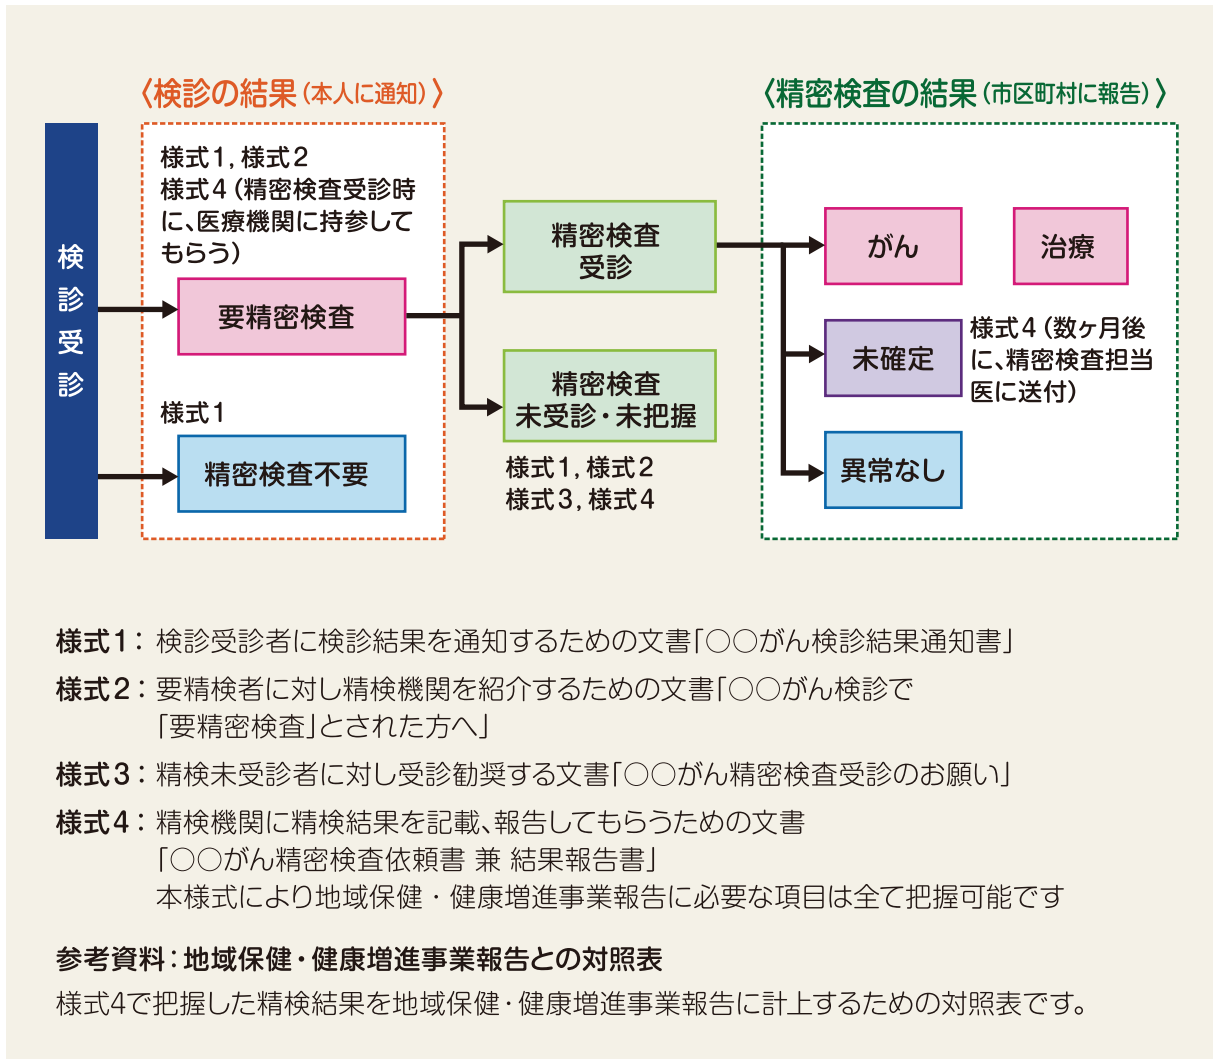 〈検診の結果(本人に通知)〉
〈精密検査の結果(市区町村に報告)〉
検診受診
様式1, 様式2
様式4(精密検査受診時
に、医療機関に持参して
もらう)
要精密検査
様式1
精密検査不要
精密検査
受診
精密検査
未受診・未把握
様式1, 様式2
様式3, 様式4
がん
治療
未確定
様式4(数ヶ月後
に、精密検査担当
医に送付)
異常なし
様式1: 検診受診者に検診結果を通知するための文書「○○がん検診結果通知書」
様式2: 要精検者に対し精検機関を紹介するための文書「○○がん検診で
「要精密検査」とされた方へ」
様式3: 精検未受診者に対し受診勧奨する文書「○○がん精密検査受診のお願い」
様式4: 精検機関に精検結果を記載、報告してもらうための文書
「○○がん精密検査依頼書 兼 結果報告書」
本様式により地域保健・健康増進事業報告に必要な項目は全て把握可能です
参考資料:地域保健・健康増進事業報告との対照表
様式4で把握した精検結果を地域保健・健康増進事業報告に計上するための対照表です。